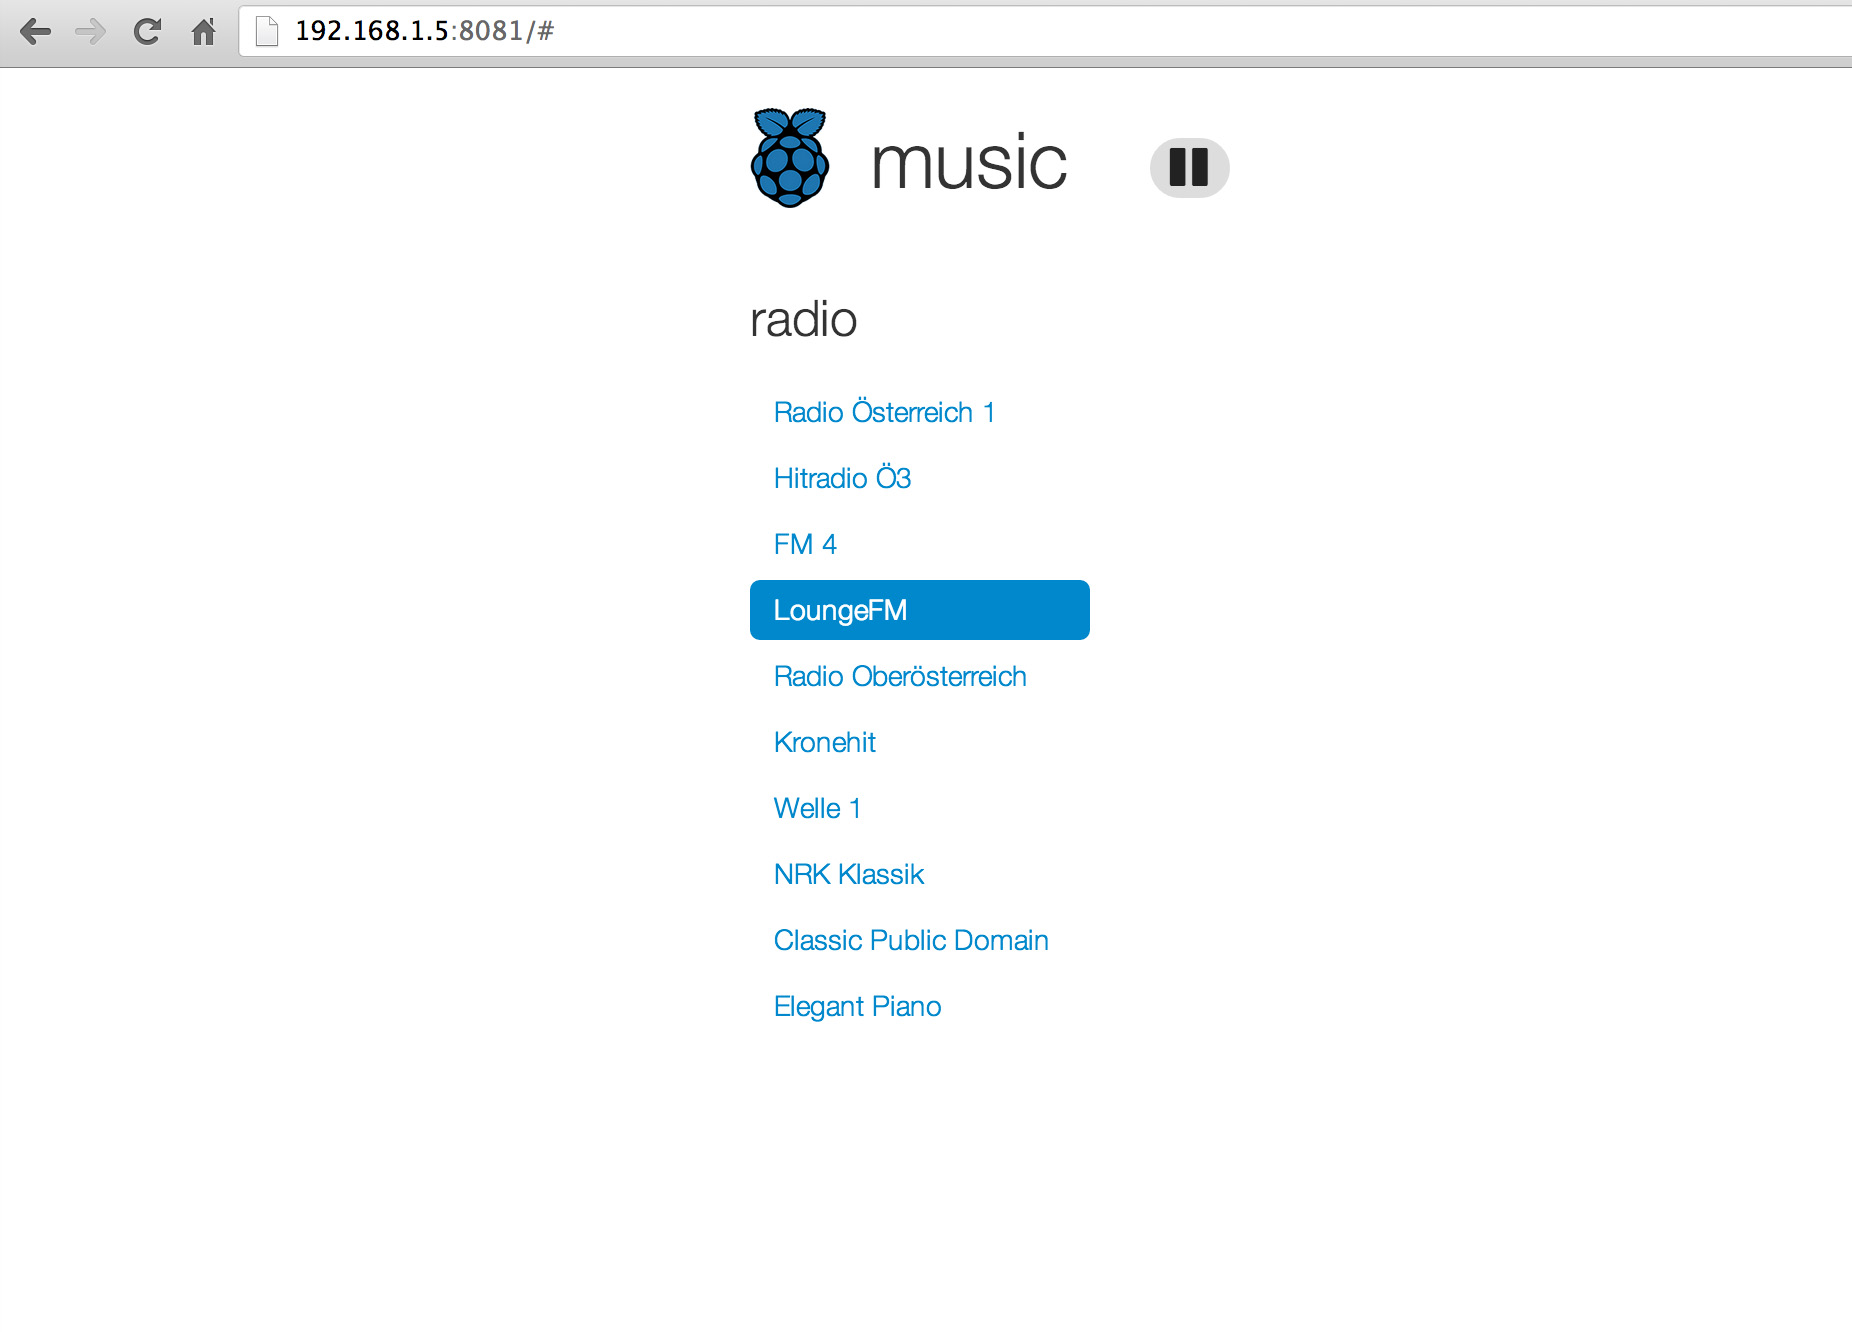 192.168.1.5:8081/#
music
radio
Radio Österreich 1
Hitradio Ö3
FM 4
LoungeFM
Radio Oberösterreich
Kronehit
Welle 1
NRK Klassik
Classic Public Domain
Elegant Piano